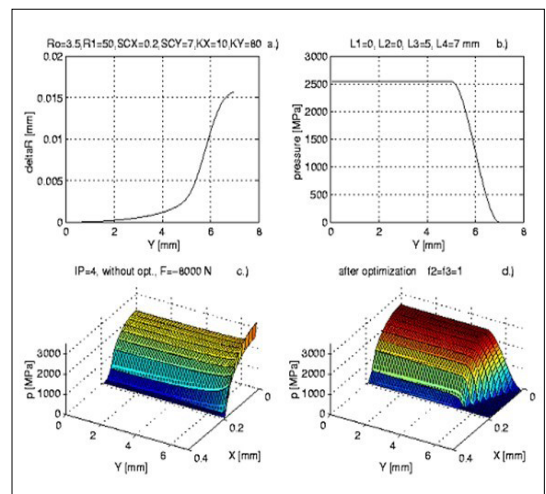 Ro=3.5,R1=50,SCX=0.2,SCY=7,KX=10,KY=80 a.)
0.02
0.015
0.01
0.005
0
deltaR [mm]
0 2 4 6 8
Y [mm]
L1=0, L2=0, L3=5, L4=7 mm b.)
3000
2500
2000
1500
1000
500
0
pressure [MPa]
0 2 4 6 8
Y [mm]
IP=4, without opt., F=-8000 N c.)
3000
2000
1000
0
p [MPa]
0
2
4
6
Y [mm]
0.4
0.2
0
X [mm]
after optimization f2=f3=1 d.)
3000
2000
1000
0
p [MPa]
0
2
4
6
Y [mm]
0.4
0.2
0
X [mm]